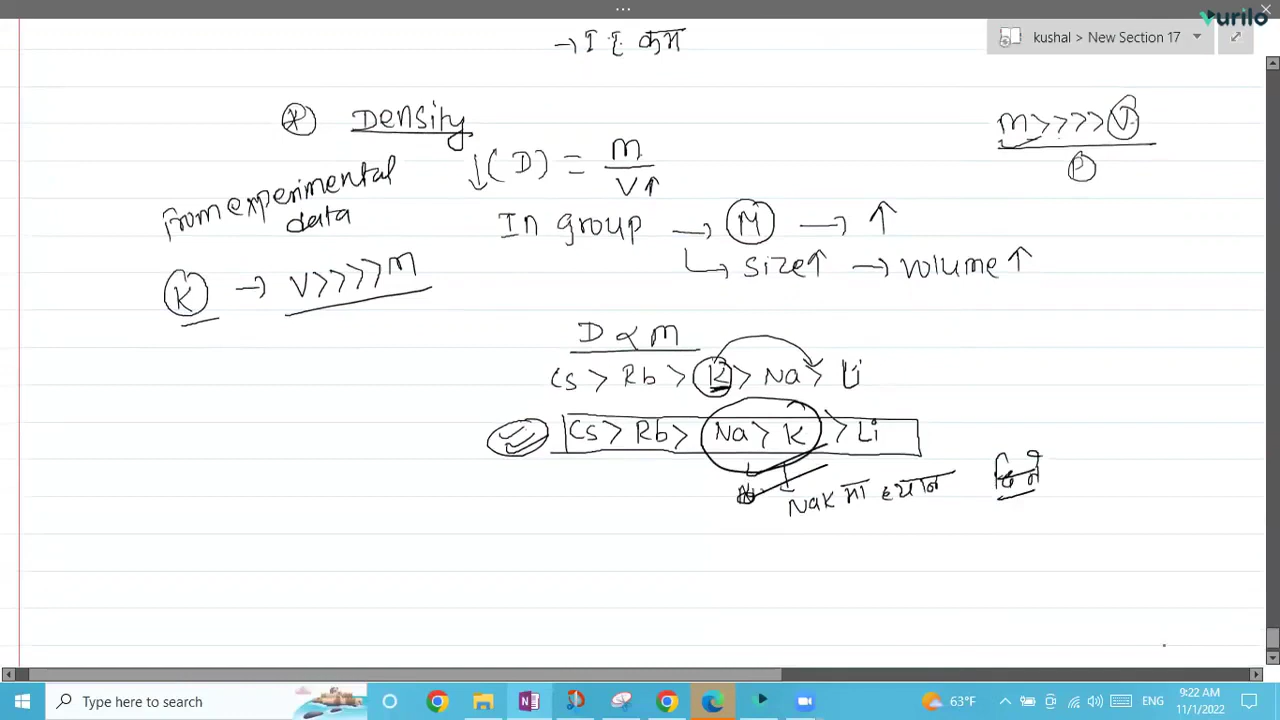 vurilo
kushal > New Section 17
→ I.E कम
⊛ Density
m>>>>V
D
↓(D) = m/V↑
From experimental
data
In group → M → ↑
↳ size↑ → volume↑
K → V>>>>m
D ∝ M
Cs > Rb > K > Na > Li
Cs > Rb > Na > K > Li
NaK मा ध्यान दिने
Type here to search
63°F
ENG
9:22 AM
11/1/2022